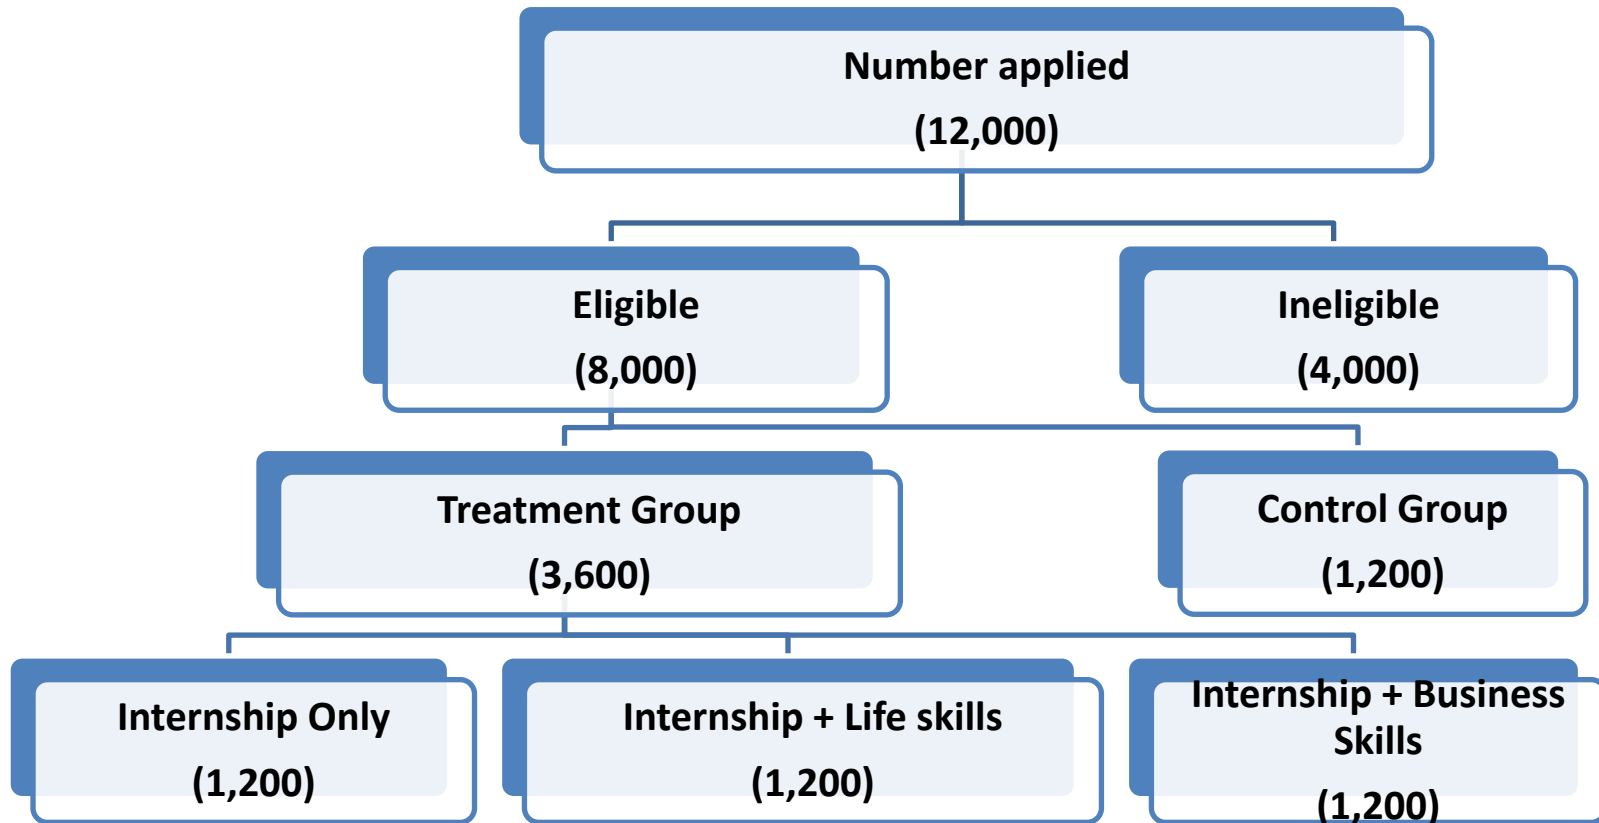 Number applied
(12,000)
Eligible
(8,000)
Ineligible
(4,000)
Treatment Group
(3,600)
Control Group
(1,200)
Internship Only
(1,200)
Internship + Life skills
(1,200)
Internship + Business
Skills
(1,200)